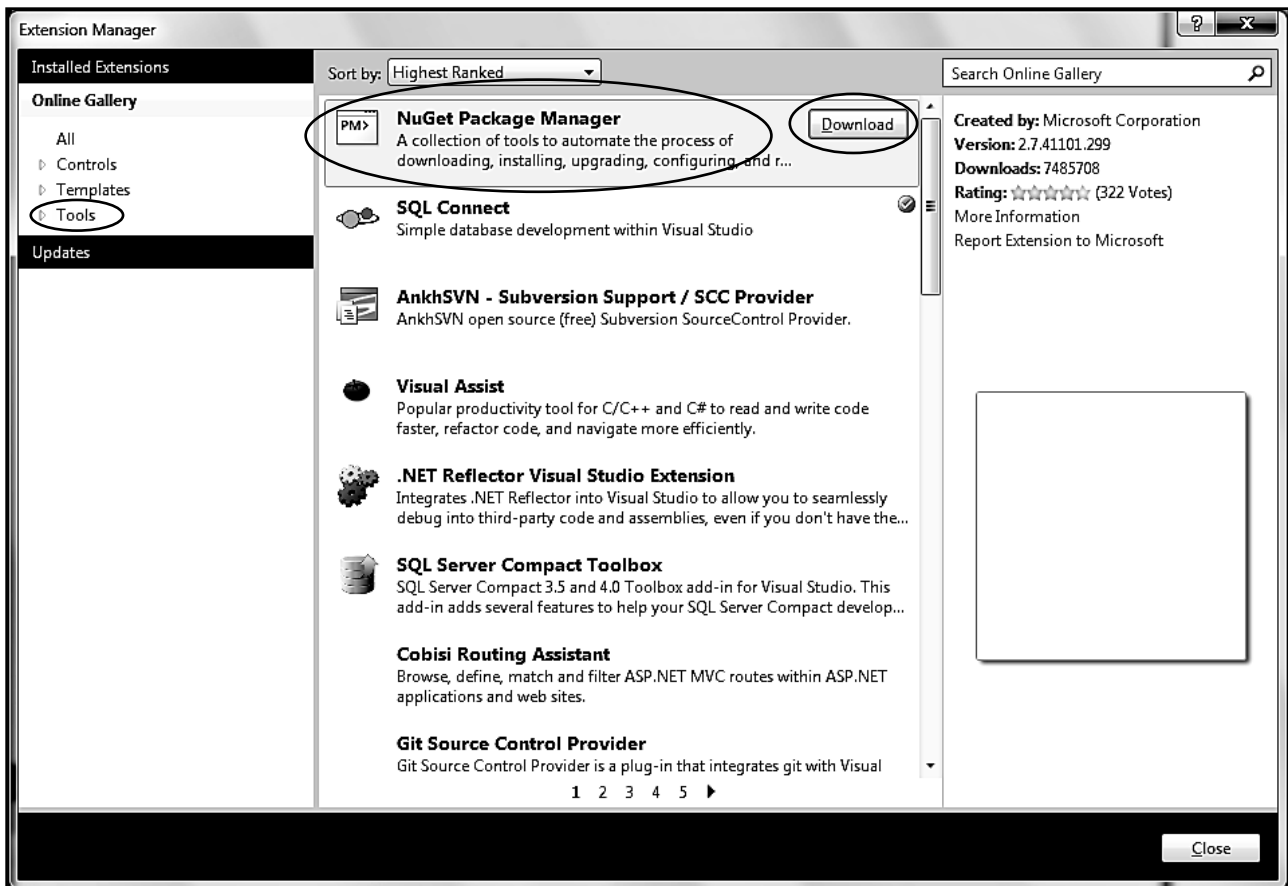 Extension Manager
?
X
Installed Extensions
Online Gallery
All
Controls
Templates
Tools
Updates
Sort by: Highest Ranked
Search Online Gallery
PM>
NuGet Package Manager
A collection of tools to automate the process of
downloading, installing, upgrading, configuring, and r...
Download
SQL Connect
Simple database development within Visual Studio
AnkhSVN - Subversion Support / SCC Provider
AnkhSVN open source (free) Subversion SourceControl Provider.
Visual Assist
Popular productivity tool for C/C++ and C# to read and write code
faster, refactor code, and navigate more efficiently.
.NET Reflector Visual Studio Extension
Integrates .NET Reflector into Visual Studio to allow you to seamlessly
debug into third-party code and assemblies, even if you don't have the...
SQL Server Compact Toolbox
SQL Server Compact 3.5 and 4.0 Toolbox add-in for Visual Studio. This
add-in adds several features to help your SQL Server Compact develop...
Cobisi Routing Assistant
Browse, define, match and filter ASP.NET MVC routes within ASP.NET
applications and web sites.
Git Source Control Provider
Git Source Control Provider is a plug-in that integrates git with Visual
1 2 3 4 5
Created by: Microsoft Corporation
Version: 2.7.41101.299
Downloads: 7485708
Rating: (322 Votes)
More Information
Report Extension to Microsoft
Close